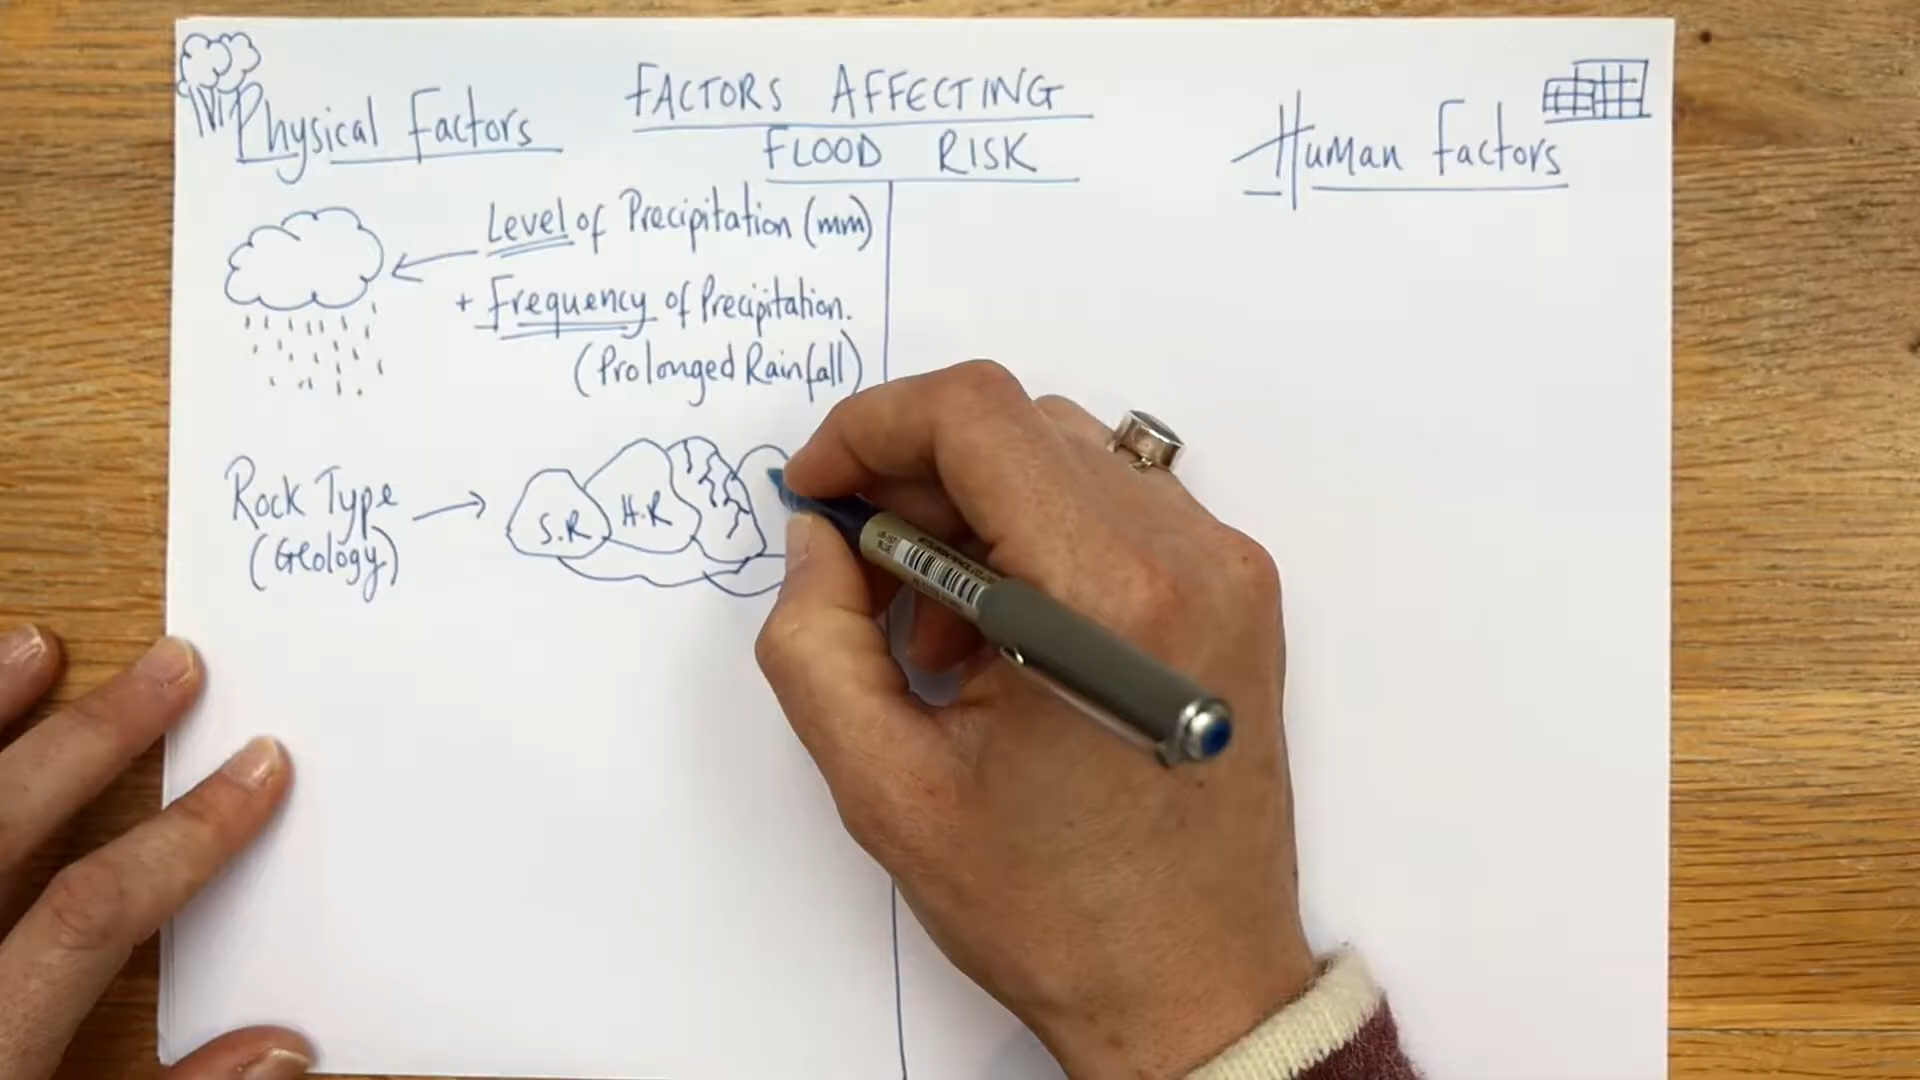 FACTORS AFFECTING
FLOOD RISK
Physical Factors
Human Factors
Level of Precipitation (mm)
+ Frequency of Precipitation.
(Prolonged Rainfall)
Rock Type
(Geology)
S.R
H.R